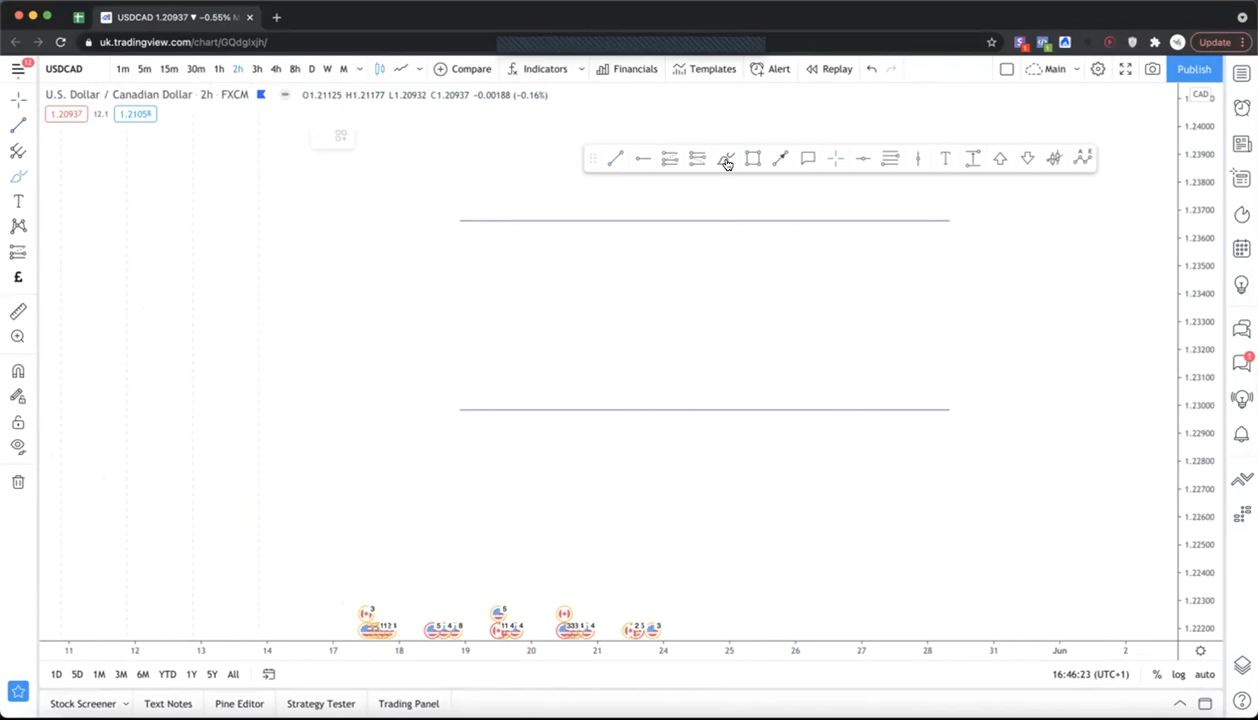 USDCAD 1.20937 ▼ −0.55% M
uk.tradingview.com/chart/GQdgIxjh/
Update
12
USDCAD 1m 5m 15m 30m 1h 2h 3h 4h 8h D W M Compare Indicators Financials Templates Alert Replay Main Publish
U.S. Dollar / Canadian Dollar · 2h · FXCM O1.21125 H1.21177 L1.20932 C1.20937 −0.00188 (−0.16%)
CAD
1.20937 12.1 1.21058
1.24000
1.23900
1.23800
1.23700
1.23600
1.23500
1.23400
1.23300
1.23200
1.23100
1.23000
1.22900
1.22800
1.22700
1.22600
1.22500
1.22400
1.22300
1.22200
11 12 13 14 17 18 19 20 21 24 25 26 27 28 31 Jun 2
1D 5D 1M 3M 6M YTD 1Y 5Y All 16:46:23 (UTC+1) % log auto
Stock Screener Text Notes Pine Editor Strategy Tester Trading Panel